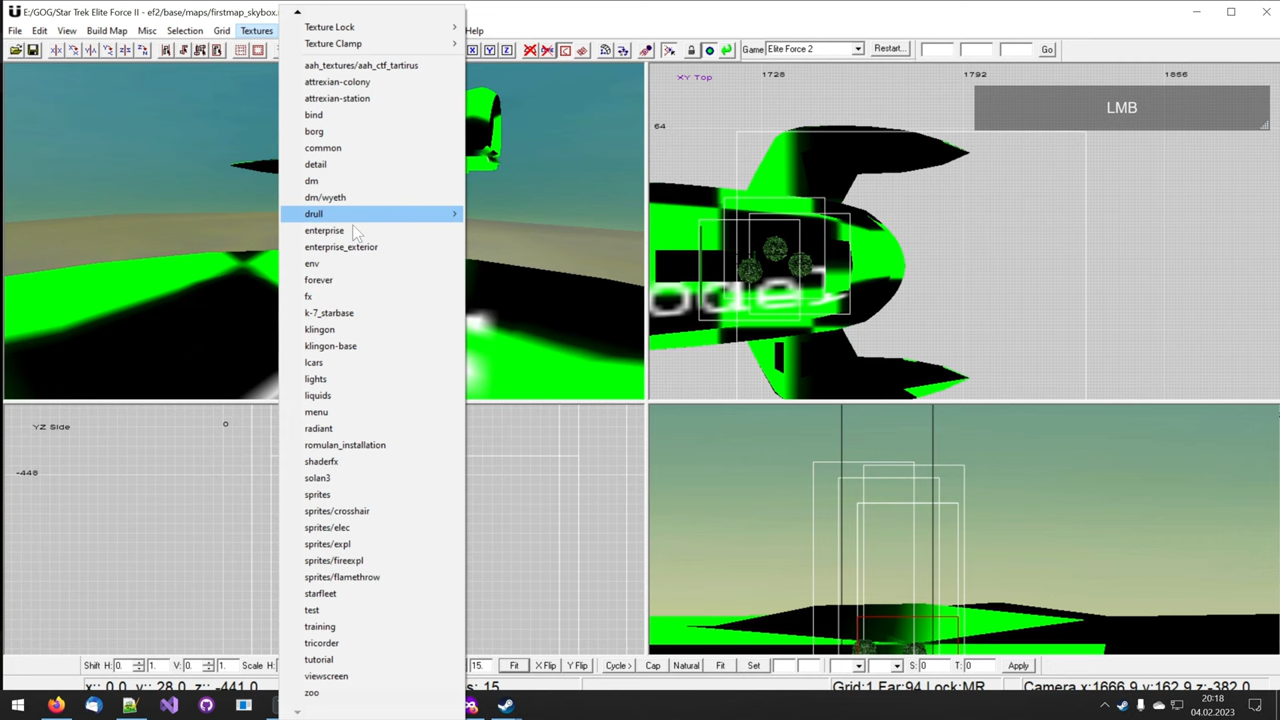 E:/GOG/Star Trek Elite Force II - ef2/base/maps/firstmap_skybox.
File Edit View Build Map Misc Selection Grid Textures Help
Game Elite Force 2 Restart... Go
Texture Lock
Texture Clamp
aah_textures/aah_ctf_tartirus
attrexian-colony
attrexian-station
bind
borg
common
detail
dm
dm/wyeth
drull
enterprise
enterprise_exterior
env
forever
fx
k-7_starbase
klingon
klingon-base
lcars
lights
liquids
menu
radiant
romulan_installation
shaderfx
solan3
sprites
sprites/crosshair
sprites/elec
sprites/expl
sprites/fireexpl
sprites/flamethrow
starfleet
test
training
tricorder
tutorial
viewscreen
zoo
XY Top
1728 1792 1856
64
LMB
YZ Side
0
-448
Shift H: 0. 1. V: 0. 1. Scale H: 15. Fit X Flip Y Flip Cycle> Cap Natural Fit Set S: 0 T: 0 Apply
x:: 0.0 y:: 28.0 z:: -441.0 = 15 Grid:1 Far:94 Lock:MR
20:18
04.02.2023